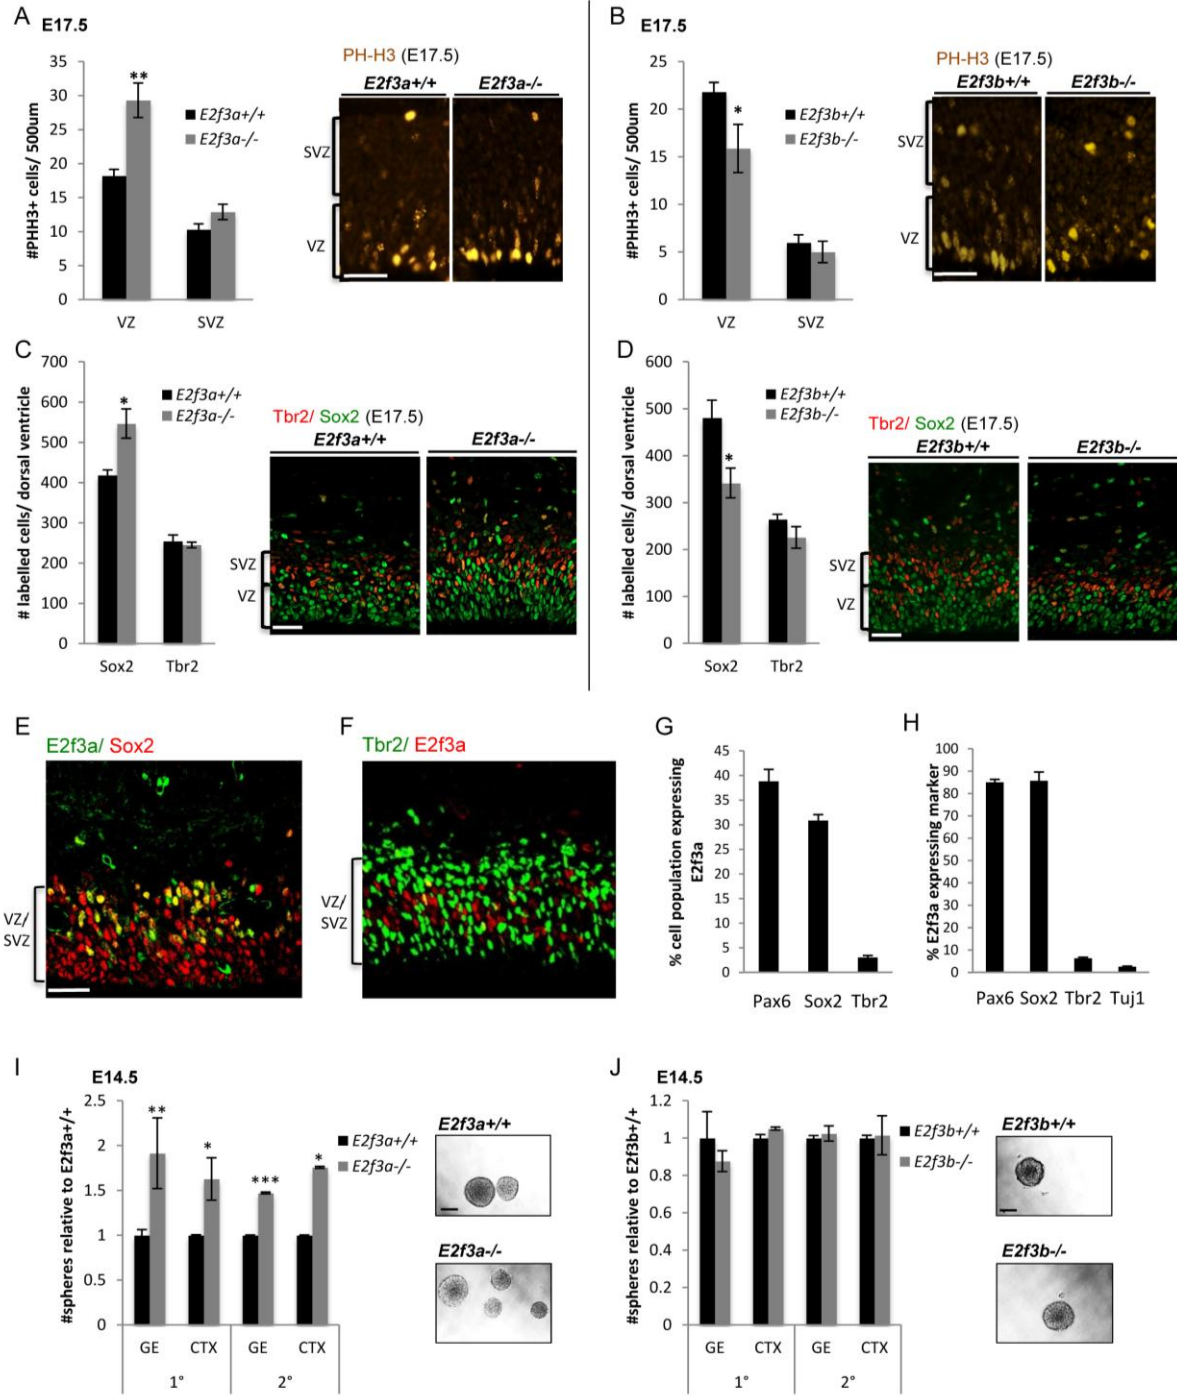 A
E17.5
#PHH3+ cells/ 500um
35
30
25
20
15
10
5
0
**
VZ
SVZ
E2f3a+/+
E2f3a-/-
PH-H3 (E17.5)
E2f3a+/+
E2f3a-/-
SVZ
VZ
B
E17.5
#PHH3+ cells/ 500um
25
20
15
10
5
0
*
VZ
SVZ
E2f3b+/+
E2f3b-/-
PH-H3 (E17.5)
E2f3b+/+
E2f3b-/-
SVZ
VZ
C
# labelled cells/ dorsal ventricle
700
600
500
400
300
200
100
0
*
Sox2
Tbr2
E2f3a+/+
E2f3a-/-
Tbr2/ Sox2 (E17.5)
E2f3a+/+
E2f3a-/-
SVZ
VZ
D
# labelled cells/ dorsal ventricle
600
500
400
300
200
100
0
*
Sox2
Tbr2
E2f3b+/+
E2f3b-/-
Tbr2/ Sox2 (E17.5)
E2f3b+/+
E2f3b-/-
SVZ
VZ
E
E2f3a/ Sox2
VZ/
SVZ
F
Tbr2/ E2f3a
VZ/
SVZ
G
% cell population expressing
E2f3a
45
40
35
30
25
20
15
10
5
0
Pax6
Sox2
Tbr2
H
% E2f3a expressing marker
100
90
80
70
60
50
40
30
20
10
0
Pax6
Sox2
Tbr2
Tuj1
I
E14.5
#spheres relative to E2f3a+/+
2.5
2
1.5
1
0.5
0
**
*
***
*
GE
CTX
GE
CTX
1°
2°
E2f3a+/+
E2f3a-/-
E2f3a+/+
E2f3a-/-
J
E14.5
#spheres relative to E2f3b+/+
1.2
1
0.8
0.6
0.4
0.2
0
GE
CTX
GE
CTX
1°
2°
E2f3b+/+
E2f3b-/-
E2f3b+/+
E2f3b-/-